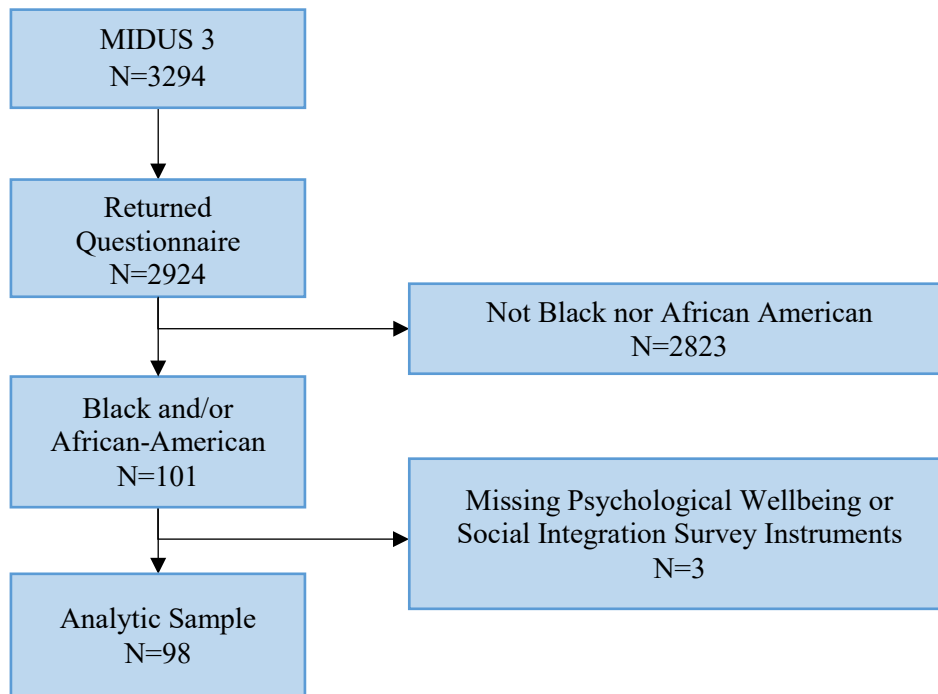 MIDUS 3
N=3294
Returned
Questionnaire
N=2924
Not Black nor African American
N=2823
Black and/or
African-American
N=101
Missing Psychological Wellbeing or
Social Integration Survey Instruments
N=3
Analytic Sample
N=98